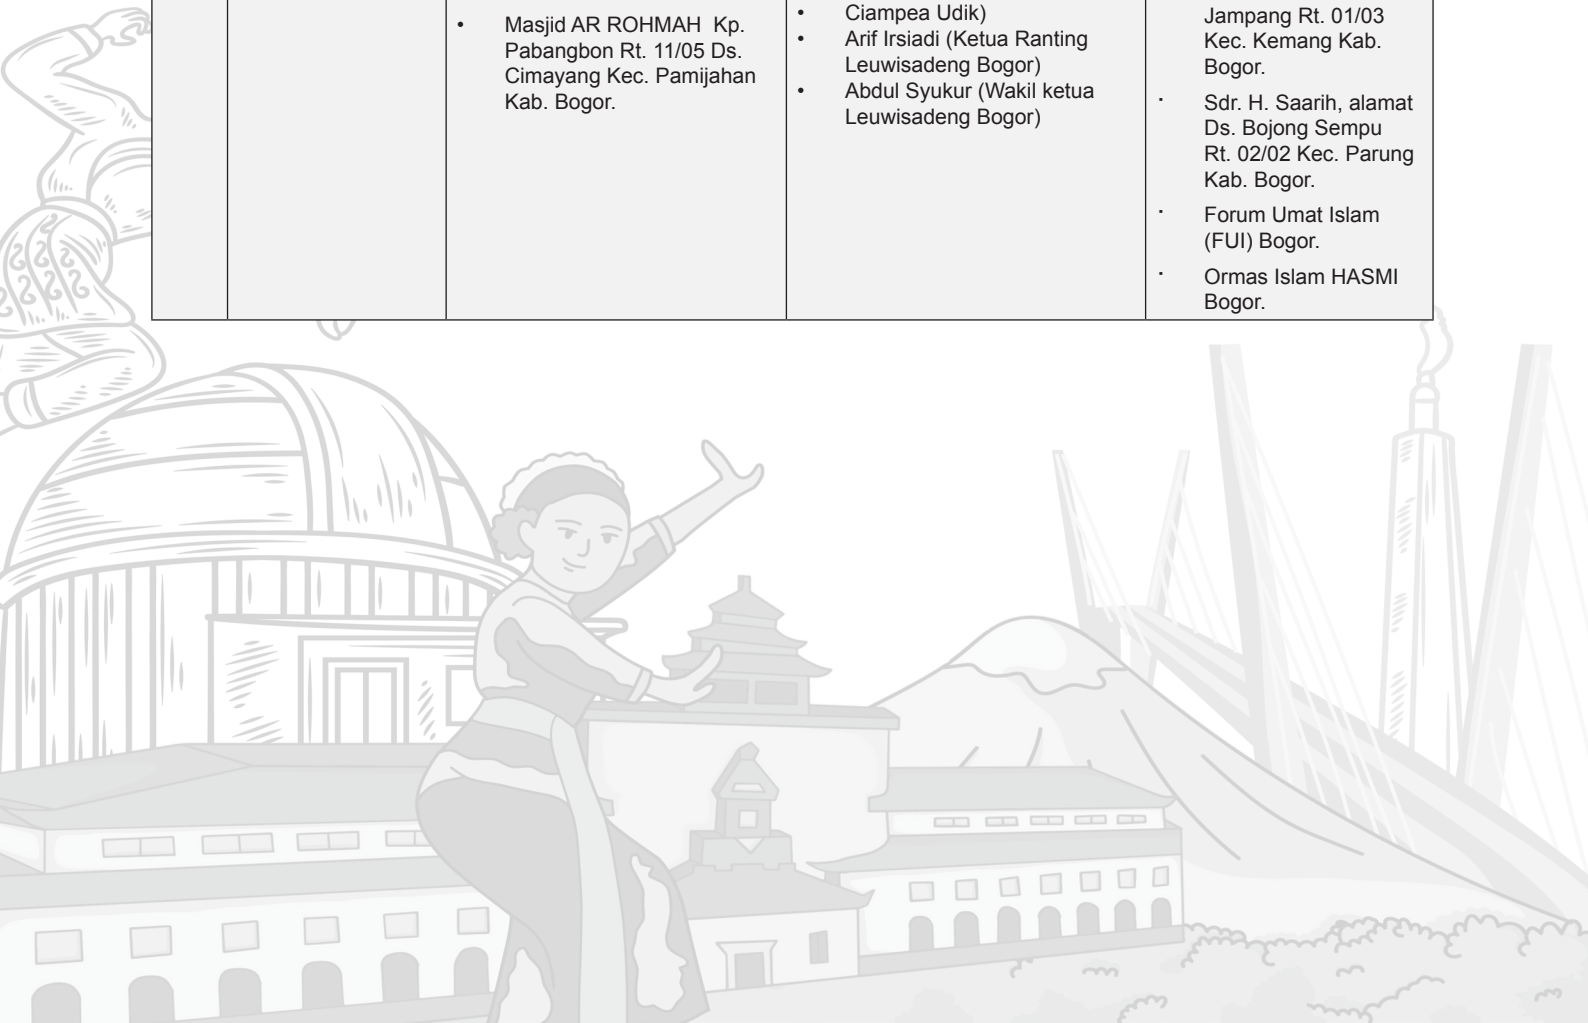 • Masjid AR ROHMAH Kp.
Pabangbon Rt. 11/05 Ds.
Cimayang Kec. Pamijahan
Kab. Bogor.
• Ciampea Udik)
• Arif Irsiadi (Ketua Ranting
Leuwisadeng Bogor)
• Abdul Syukur (Wakil ketua
Leuwisadeng Bogor)
Jampang Rt. 01/03
Kec. Kemang Kab.
Bogor.
· Sdr. H. Saarih, alamat
Ds. Bojong Sempu
Rt. 02/02 Kec. Parung
Kab. Bogor.
· Forum Umat Islam
(FUI) Bogor.
· Ormas Islam HASMI
Bogor.